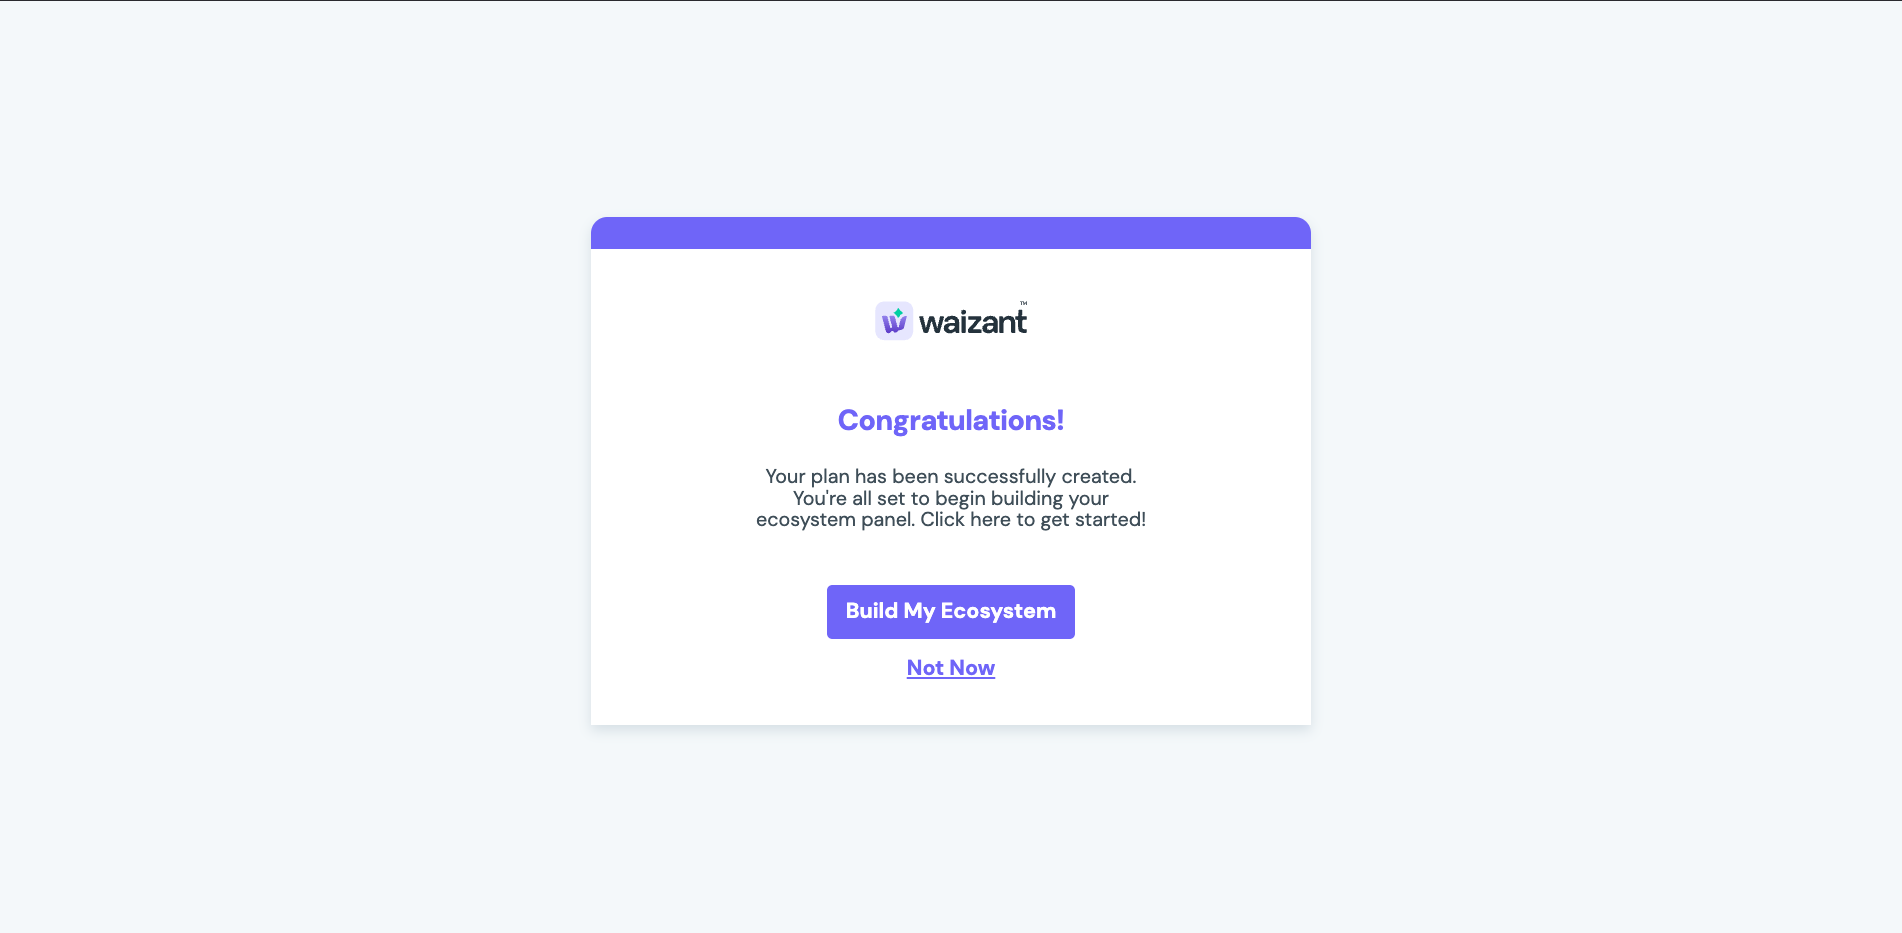 waizant™
Congratulations!
Your plan has been successfully created.
You're all set to begin building your
ecosystem panel. Click here to get started!
Build My Ecosystem
Not Now